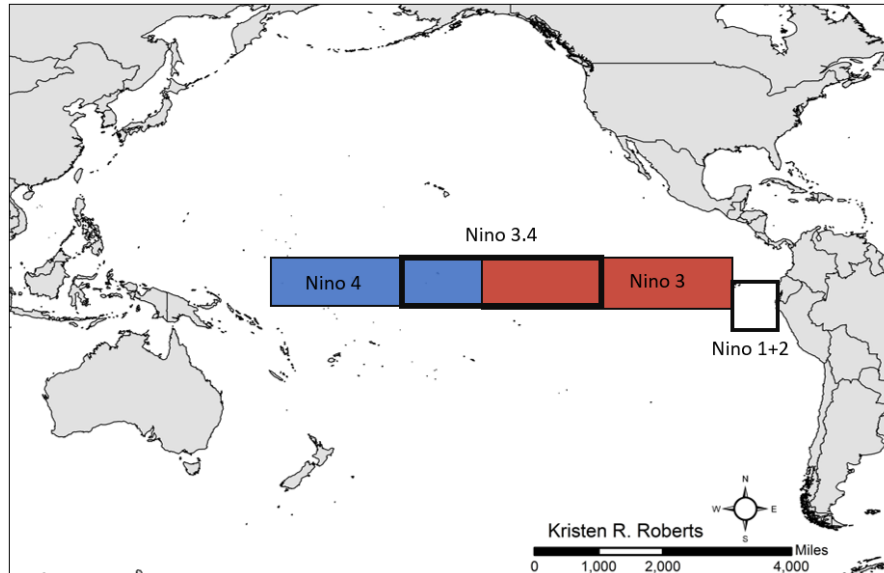 Nino 3.4
Nino 4
Nino 3
Nino 1+2
N
W E
S
Kristen R. Roberts
Miles
0 1,000 2,000 4,000